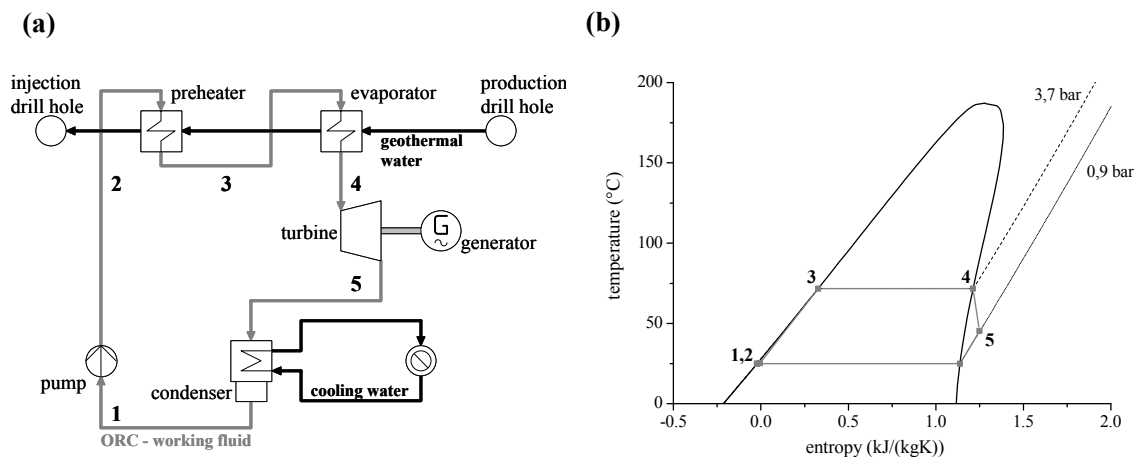 (a)
injection
drill hole
preheater
evaporator
production
drill hole
geothermal
water
2
3
4
turbine
G
generator
5
pump
condenser
cooling water
1
ORC - working fluid
(b)
200
150
100
50
0
temperature (°C)
3,7 bar
0,9 bar
3
4
1,2
5
-0.5
0.0
0.5
1.0
1.5
2.0
entropy (kJ/(kgK))